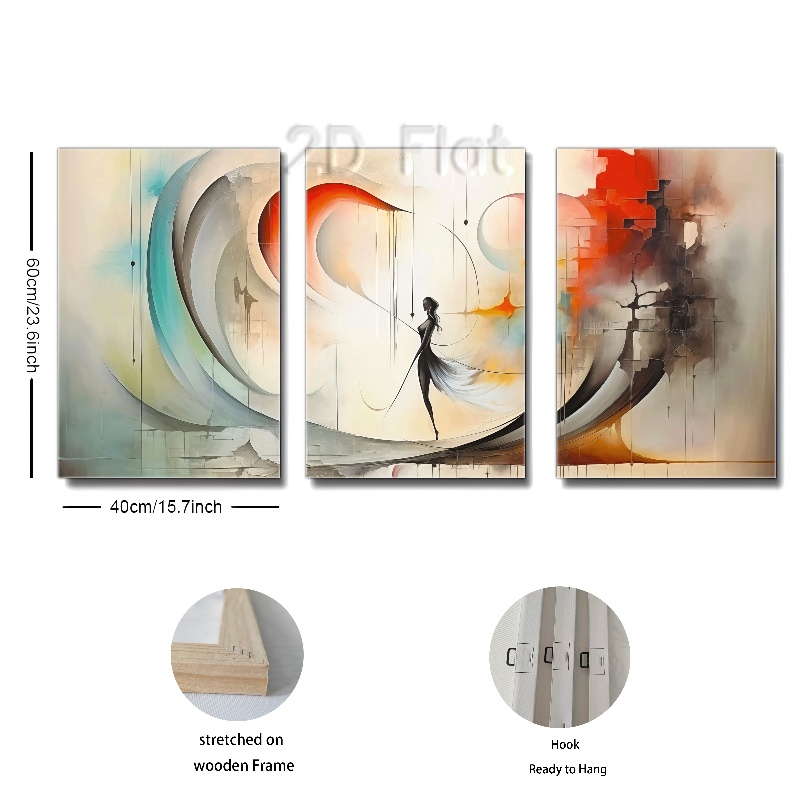 2D Flat
60cm/23.6inch
40cm/15.7inch
stretched on
wooden Frame
Hook
Ready to Hang